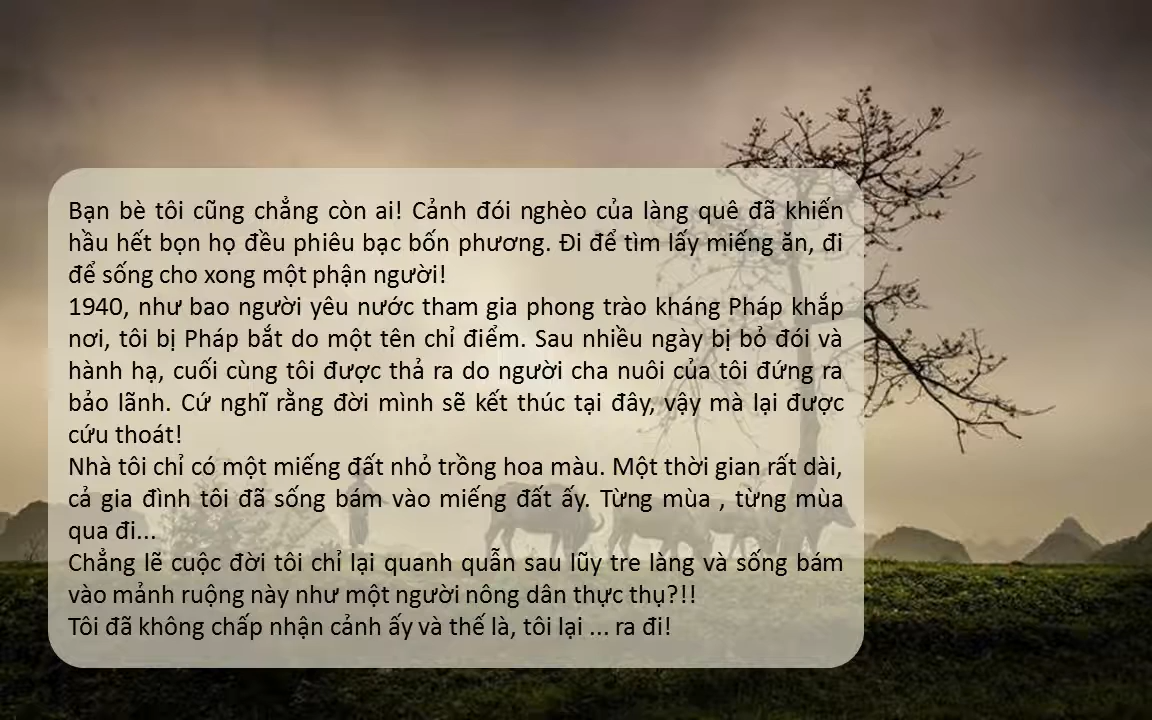 Bạn bè tôi cũng chẳng còn ai! Cảnh đói nghèo của làng quê đã khiến
hầu hết bọn họ đều phiêu bạc bốn phương. Đi để tìm lấy miếng ăn, đi
để sống cho xong một phận người!
1940, như bao người yêu nước tham gia phong trào kháng Pháp khắp
nơi, tôi bị Pháp bắt do một tên chỉ điểm. Sau nhiều ngày bị bỏ đói và
hành hạ, cuối cùng tôi được thả ra do người cha nuôi của tôi đứng ra
bảo lãnh. Cứ nghĩ rằng đời mình sẽ kết thúc tại đây, vậy mà lại được
cứu thoát!
Nhà tôi chỉ có một miếng đất nhỏ trồng hoa màu. Một thời gian rất dài,
cả gia đình tôi đã sống bám vào miếng đất ấy. Từng mùa , từng mùa
qua đi...
Chẳng lẽ cuộc đời tôi chỉ lại quanh quẫn sau lũy tre làng và sống bám
vào mảnh ruộng này như một người nông dân thực thụ?!!
Tôi đã không chấp nhận cảnh ấy và thế là, tôi lại ... ra đi!